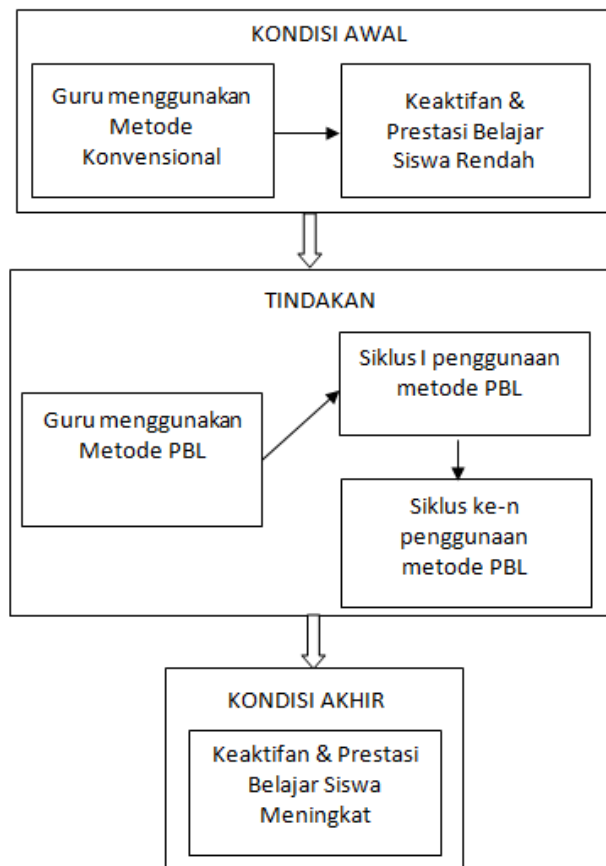 KONDISI AWAL
Guru menggunakan
Metode
Konvensional
Keaktifan &
Prestasi Belajar
Siswa Rendah
TINDAKAN
Guru menggunakan
Metode PBL
Siklus I penggunaan
metode PBL
Siklus ke-n
penggunaan
metode PBL
KONDISI AKHIR
Keaktifan & Prestasi
Belajar Siswa
Meningkat